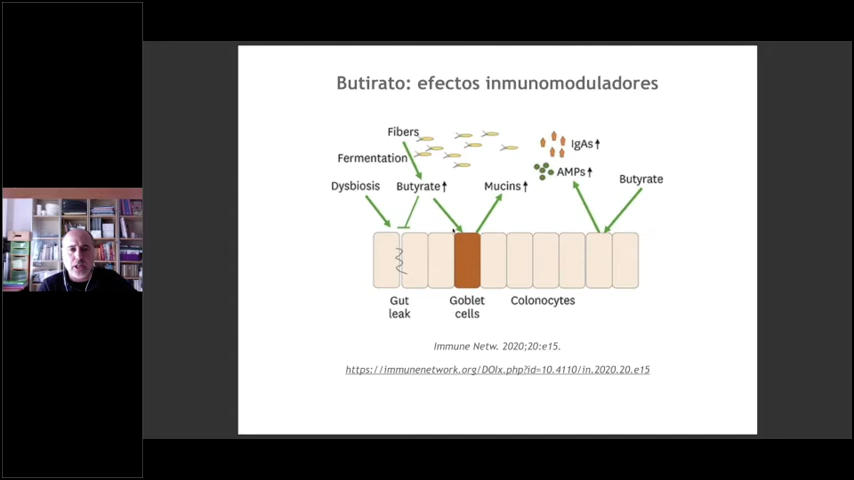 Butirato: efectos inmunomoduladores
Fibers
IgAs↑
Fermentation
AMPs↑
Dysbiosis
Butyrate↑
Mucins↑
Butyrate
Gut
leak
Goblet
cells
Colonocytes
Immune Netw. 2020;20:e15.
https://immunenetwork.org/DOIx.php?id=10.4110/in.2020.20.e15